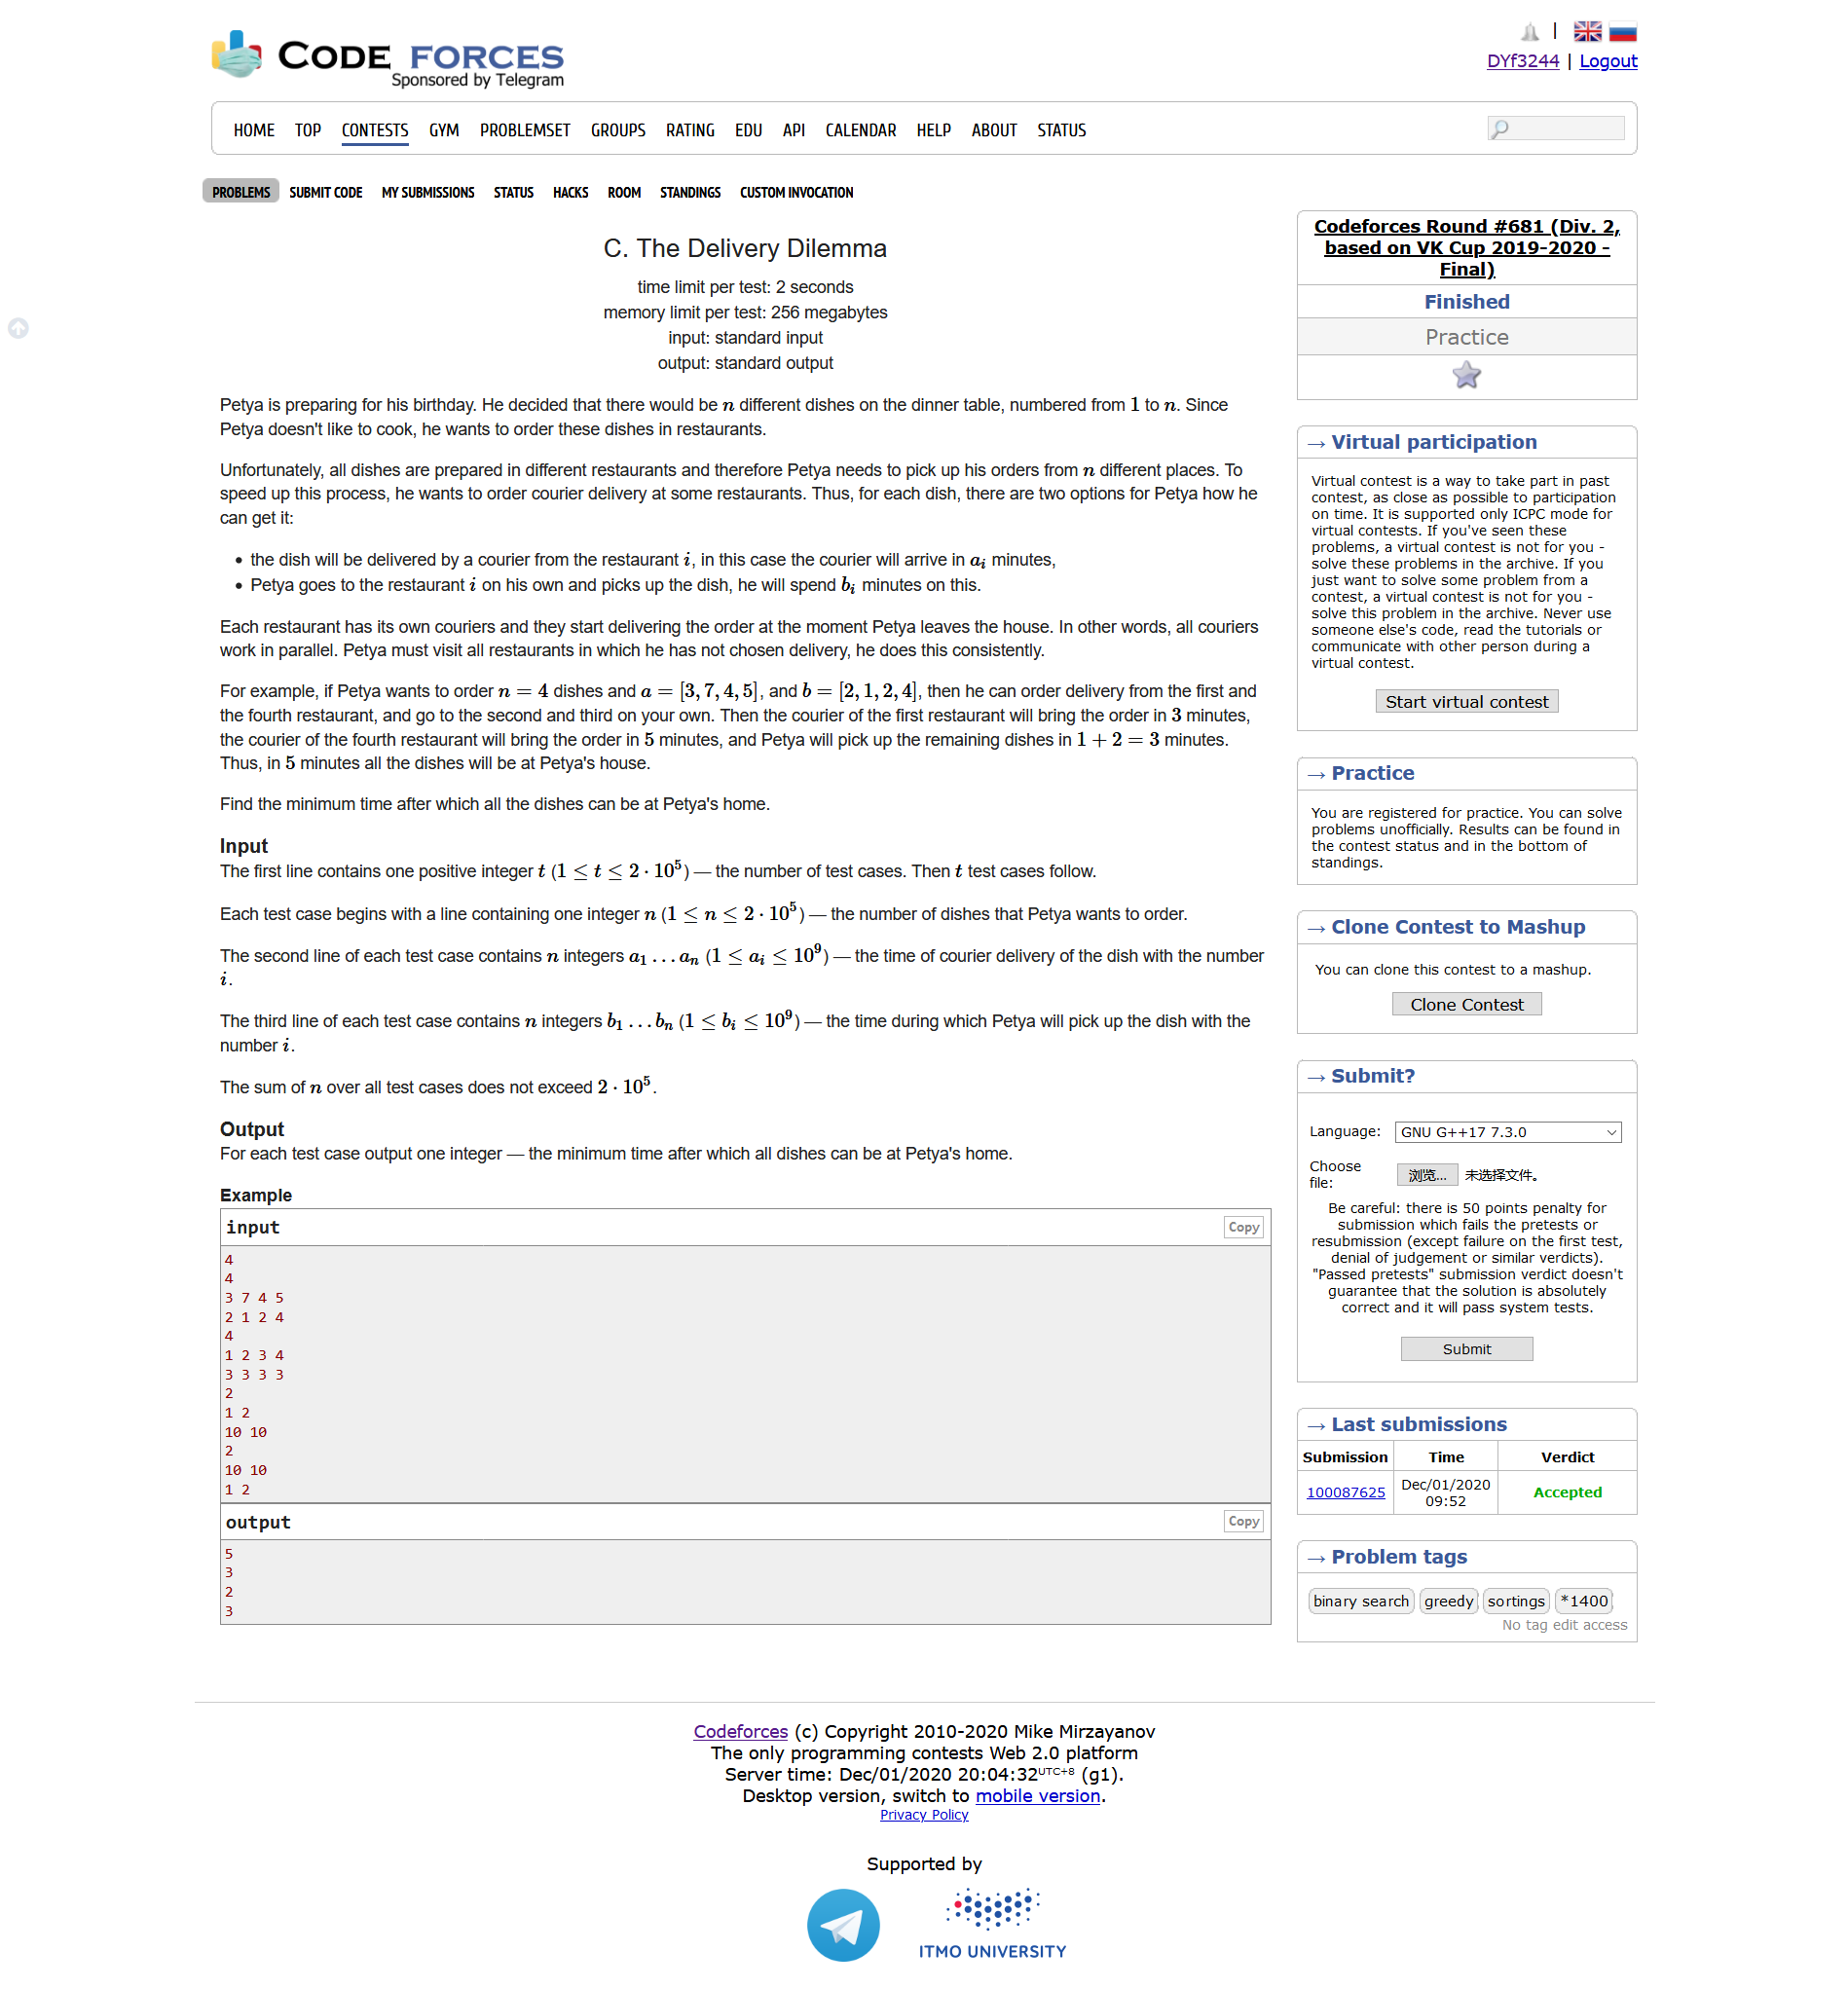 CODE FORCES
Sponsored by Telegram
|
DYf3244 | Logout
HOME TOP CONTESTS GYM PROBLEMSET GROUPS RATING EDU API CALENDAR HELP ABOUT STATUS
PROBLEMS SUBMIT CODE MY SUBMISSIONS STATUS HACKS ROOM STANDINGS CUSTOM INVOCATION
C. The Delivery Dilemma
time limit per test: 2 seconds
memory limit per test: 256 megabytes
input: standard input
output: standard output
Petya is preparing for his birthday. He decided that there would be n different dishes on the dinner table, numbered from 1 to n. Since
Petya doesn't like to cook, he wants to order these dishes in restaurants.
Unfortunately, all dishes are prepared in different restaurants and therefore Petya needs to pick up his orders from n different places. To
speed up this process, he wants to order courier delivery at some restaurants. Thus, for each dish, there are two options for Petya how he
can get it:
• the dish will be delivered by a courier from the restaurant i, in this case the courier will arrive in aᵢ minutes,
• Petya goes to the restaurant i on his own and picks up the dish, he will spend bᵢ minutes on this.
Each restaurant has its own couriers and they start delivering the order at the moment Petya leaves the house. In other words, all couriers
work in parallel. Petya must visit all restaurants in which he has not chosen delivery, he does this consistently.
For example, if Petya wants to order n = 4 dishes and a = [3, 7, 4, 5], and b = [2, 1, 2, 4], then he can order delivery from the first and
the fourth restaurant, and go to the second and third on your own. Then the courier of the first restaurant will bring the order in 3 minutes,
the courier of the fourth restaurant will bring the order in 5 minutes, and Petya will pick up the remaining dishes in 1 + 2 = 3 minutes.
Thus, in 5 minutes all the dishes will be at Petya's house.
Find the minimum time after which all the dishes can be at Petya's home.
Input
The first line contains one positive integer t (1 ≤ t ≤ 2 · 10⁵) — the number of test cases. Then t test cases follow.
Each test case begins with a line containing one integer n (1 ≤ n ≤ 2 · 10⁵) — the number of dishes that Petya wants to order.
The second line of each test case contains n integers a₁ … aₙ (1 ≤ aᵢ ≤ 10⁹) — the time of courier delivery of the dish with the number
i.
The third line of each test case contains n integers b₁ … bₙ (1 ≤ bᵢ ≤ 10⁹) — the time during which Petya will pick up the dish with the
number i.
The sum of n over all test cases does not exceed 2 · 10⁵.
Output
For each test case output one integer — the minimum time after which all dishes can be at Petya's home.
Example
input Copy
4
4
3 7 4 5
2 1 2 4
4
1 2 3 4
3 3 3 3
2
1 2
10 10
2
10 10
1 2
output Copy
5
3
2
3
Codeforces Round #681 (Div. 2,
based on VK Cup 2019-2020 -
Final)
Finished
Practice
→ Virtual participation
Virtual contest is a way to take part in past
contest, as close as possible to participation
on time. It is supported only ICPC mode for
virtual contests. If you've seen these
problems, a virtual contest is not for you -
solve these problems in the archive. If you
just want to solve some problem from a
contest, a virtual contest is not for you -
solve this problem in the archive. Never use
someone else's code, read the tutorials or
communicate with other person during a
virtual contest.
Start virtual contest
→ Practice
You are registered for practice. You can solve
problems unofficially. Results can be found in
the contest status and in the bottom of
standings.
→ Clone Contest to Mashup
You can clone this contest to a mashup.
Clone Contest
→ Submit?
Language: GNU G++17 7.3.0
Choose
file: 浏览... 未选择文件。
Be careful: there is 50 points penalty for
submission which fails the pretests or
resubmission (except failure on the first test,
denial of judgement or similar verdicts).
"Passed pretests" submission verdict doesn't
guarantee that the solution is absolutely
correct and it will pass system tests.
Submit
→ Last submissions
Submission Time Verdict
100087625 Dec/01/2020 09:52 Accepted
→ Problem tags
binary search greedy sortings *1400
No tag edit access
Codeforces (c) Copyright 2010-2020 Mike Mirzayanov
The only programming contests Web 2.0 platform
Server time: Dec/01/2020 20:04:32 UTC+8 (g1).
Desktop version, switch to mobile version.
Privacy Policy
Supported by
ITMO UNIVERSITY